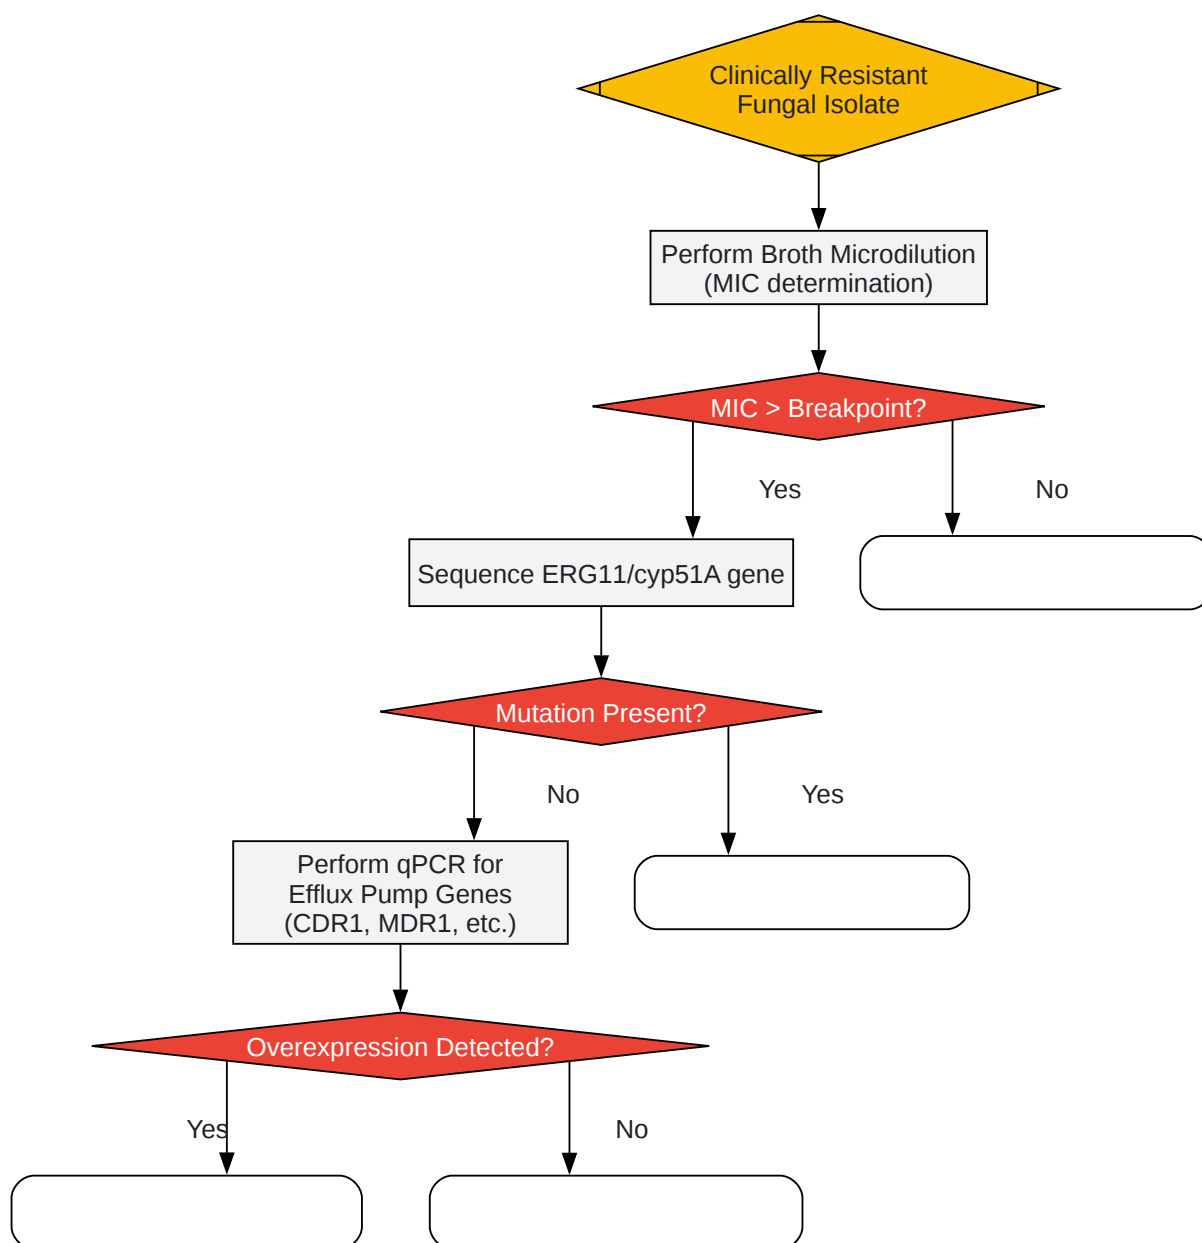 Clinically Resistant
Fungal Isolate
Perform Broth Microdilution
(MIC determination)
MIC > Breakpoint?
Yes
No
Sequence ERG11/cyp51A gene
Mutation Present?
No
Yes
Perform qPCR for
Efflux Pump Genes
(CDR1, MDR1, etc.)
Overexpression Detected?
Yes
No